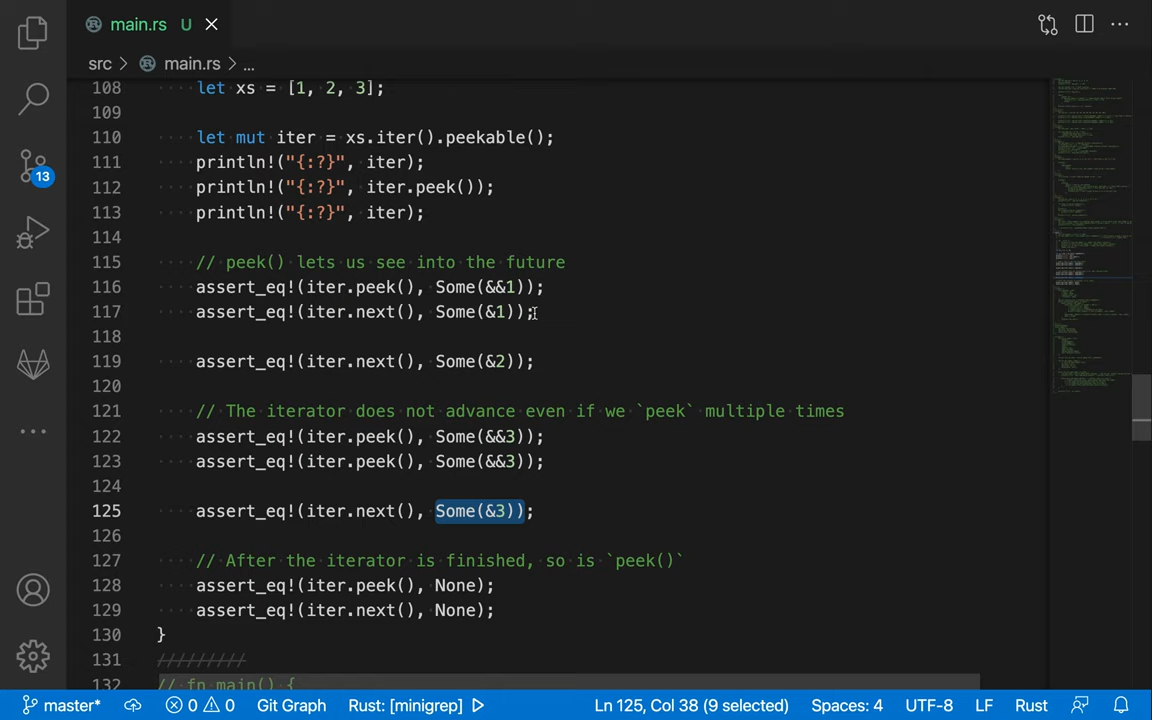 main.rs U
src > main.rs > ...
108 let xs = [1, 2, 3];
109
110 let mut iter = xs.iter().peekable();
111 println!("{:?}", iter);
112 println!("{:?}", iter.peek());
113 println!("{:?}", iter);
114
115 // peek() lets us see into the future
116 assert_eq!(iter.peek(), Some(&&1));
117 assert_eq!(iter.next(), Some(&1));
118
119 assert_eq!(iter.next(), Some(&2));
120
121 // The iterator does not advance even if we `peek` multiple times
122 assert_eq!(iter.peek(), Some(&&3));
123 assert_eq!(iter.peek(), Some(&&3));
124
125 assert_eq!(iter.next(), Some(&3));
126
127 // After the iterator is finished, so is `peek()`
128 assert_eq!(iter.peek(), None);
129 assert_eq!(iter.next(), None);
130 }
131 /////////
132 // fn main() {
13
master* 0 0 Git Graph Rust: [minigrep] Ln 125, Col 38 (9 selected) Spaces: 4 UTF-8 LF Rust